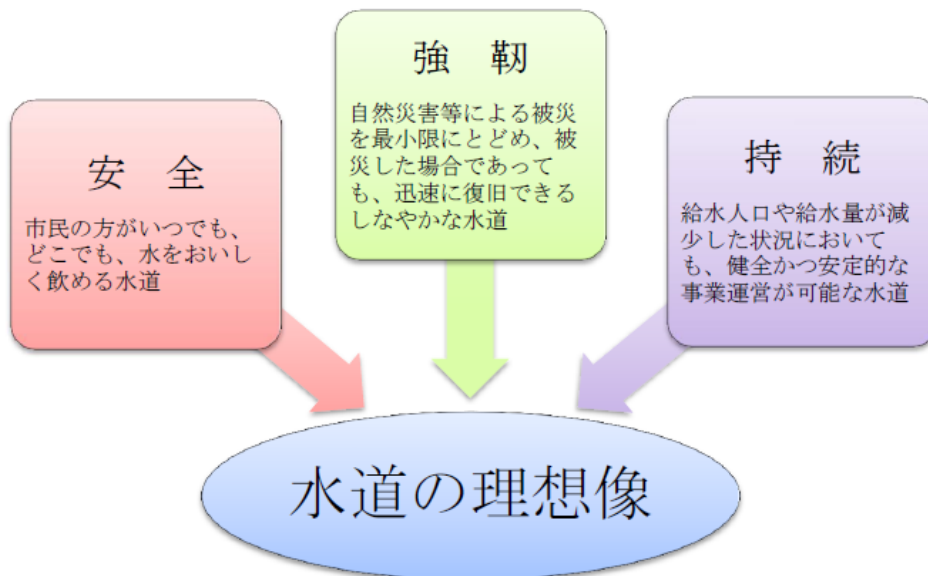 安　全
市民の方がいつでも、
どこでも、水をおいし
く飲める水道
強　靭
自然災害等による被災
を最小限にとどめ、被
災した場合であって
も、迅速に復旧できる
しなやかな水道
持　続
給水人口や給水量が減
少した状況において
も、健全かつ安定的な
事業運営が可能な水道
水道の理想像